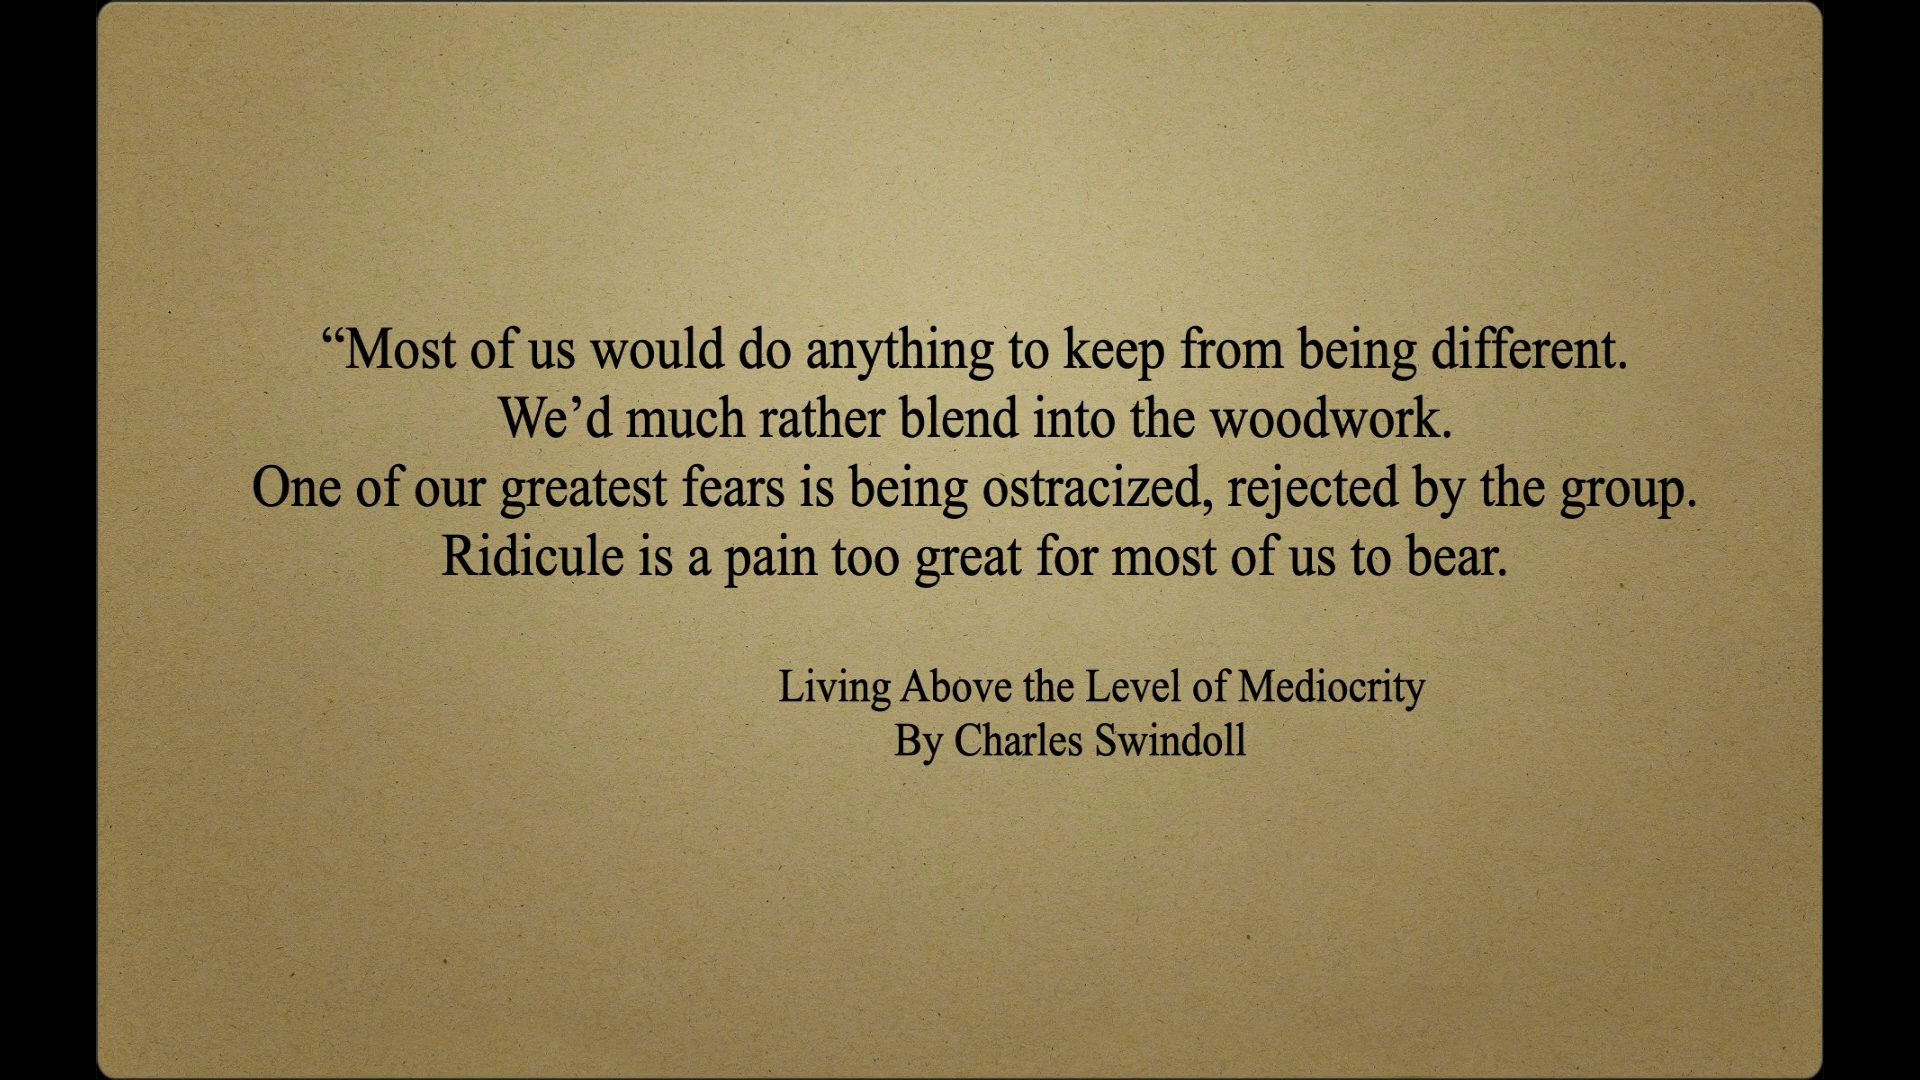 “Most of us would do anything to keep from being different.
We’d much rather blend into the woodwork.
One of our greatest fears is being ostracized, rejected by the group.
Ridicule is a pain too great for most of us to bear.
Living Above the Level of Mediocrity
By Charles Swindoll